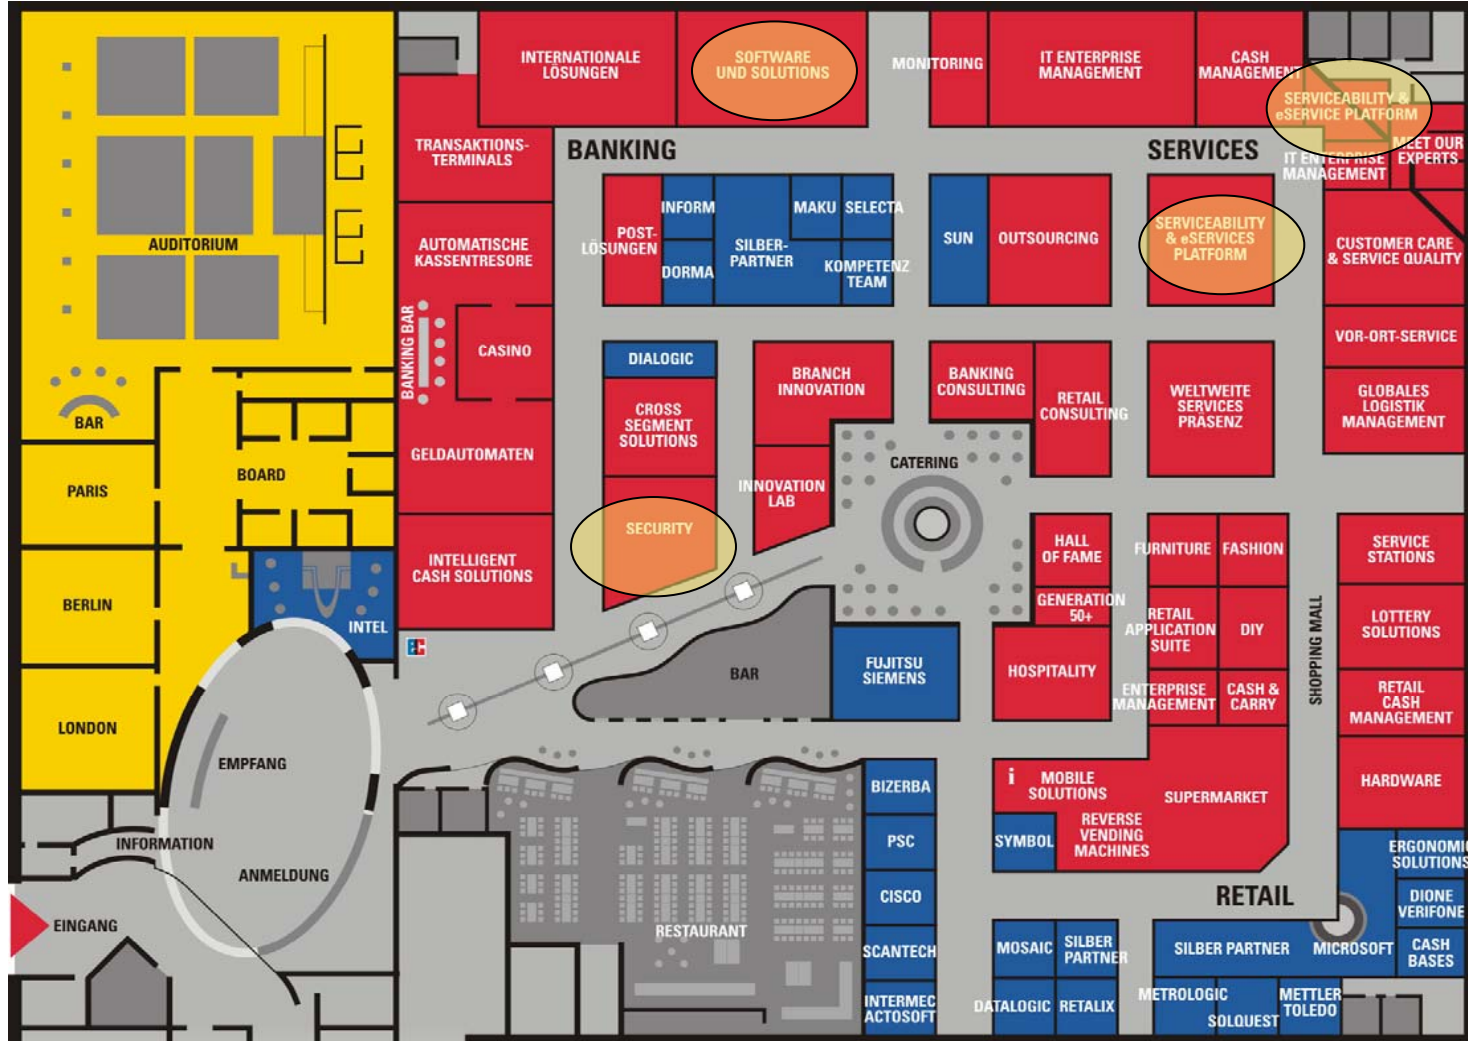 INTERNATIONALE
LÖSUNGEN
SOFTWARE
UND SOLUTIONS
MONITORING
IT ENTERPRISE
MANAGEMENT
CASH
MANAGEMENT
SERVICEABILITY &
eSERVICE PLATFORM
TRANSAKTIONS-
TERMINALS
BANKING
SERVICES
IT ENTERPRISE
MANAGEMENT
MEET OUR
EXPERTS
AUDITORIUM
AUTOMATISCHE
KASSENTRESORE
POST-
LÖSUNGEN
INFORM
DORMA
SILBER-
PARTNER
MAKU
SELECTA
KOMPETENZ
TEAM
SUN
OUTSOURCING
SERVICEABILITY
& eSERVICES
PLATFORM
CUSTOMER CARE
& SERVICE QUALITY
BANKING BAR
CASINO
DIALOGIC
BRANCH
INNOVATION
BANKING
CONSULTING
RETAIL
CONSULTING
WELTWEITE
SERVICES
PRÄSENZ
VOR-ORT-SERVICE
GLOBALES
LOGISTIK
MANAGEMENT
BAR
CROSS
SEGMENT
SOLUTIONS
GELDAUTOMATEN
CATERING
BOARD
PARIS
INNOVATION
LAB
SECURITY
INTELLIGENT
CASH SOLUTIONS
HALL
OF FAME
FURNITURE
FASHION
SERVICE
STATIONS
BERLIN
INTEL
GENERATION
50+
RETAIL
APPLICATION
SUITE
DIY
SHOPPING MALL
LOTTERY
SOLUTIONS
EC
BAR
FUJITSU
SIEMENS
HOSPITALITY
ENTERPRISE
MANAGEMENT
CASH &
CARRY
RETAIL
CASH
MANAGEMENT
LONDON
EMPFANG
BIZERBA
i
MOBILE
SOLUTIONS
SUPERMARKET
HARDWARE
INFORMATION
PSC
SYMBOL
REVERSE
VENDING
MACHINES
ERGONOMIC
SOLUTIONS
ANMELDUNG
CISCO
RETAIL
DIONE
VERIFONE
EINGANG
RESTAURANT
SCANTECH
MOSAIC
SILBER
PARTNER
SILBER PARTNER
MICROSOFT
CASH
BASES
INTERMEC
ACTOSOFT
DATALOGIC
RETALIX
METROLOGIC
SOLQUEST
METTLER
TOLEDO